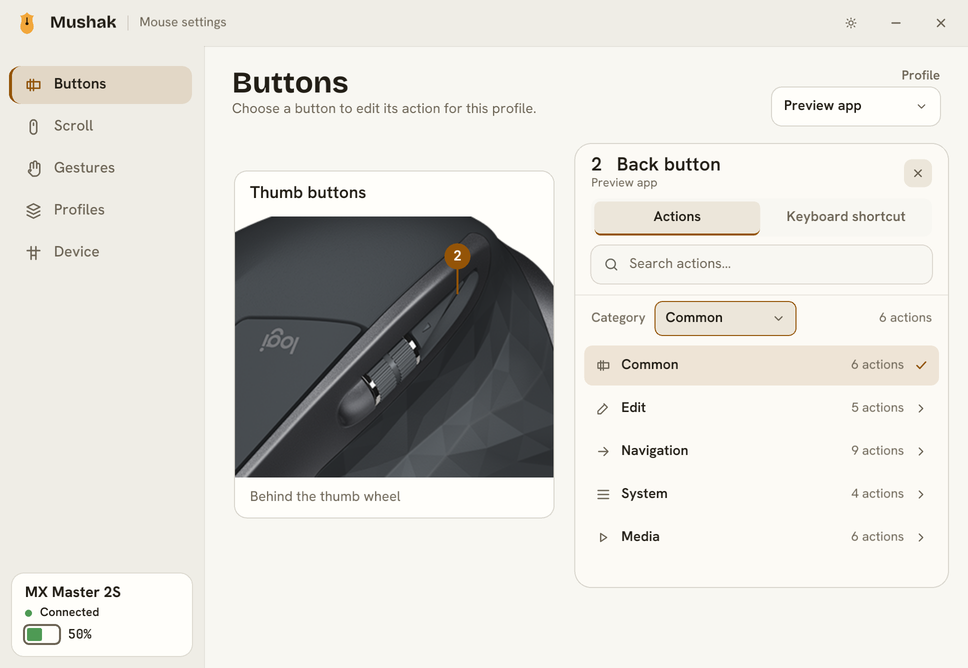 Mushak
Mouse settings
Buttons
Scroll
Gestures
Profiles
Device
MX Master 2S
Connected
50%
Buttons
Choose a button to edit its action for this profile.
Profile
Preview app
Thumb buttons
2
logi
Behind the thumb wheel
2 Back button
Preview app
Actions Keyboard shortcut
Search actions...
Category Common 6 actions
Common 6 actions
Edit 5 actions
Navigation 9 actions
System 4 actions
Media 6 actions